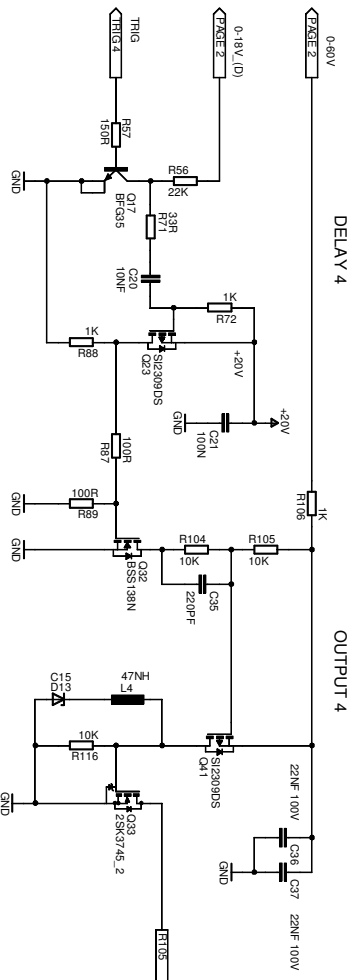 DELAY 4
OUTPUT 4
0-60V
PAGE 2
0-18V_(D)
PAGE 2
TRIG
TRIG 4
R57
150R
Q17
BFG35
GND
R56
22K
33R
R71
C20
10NF
1K
R72
SI2309DS
Q23
+20V
+20V
C21
100N
GND
1K
R88
100R
R87
100R
R89
GND
Q32
BSS138N
GND
R104
10K
C35
220PF
R105
10K
1K
R106
SI2309DS
Q41
22NF 100V
C36
C37
22NF 100V
GND
47NH
L4
C15
D13
10K
R116
Q33
2SK3745_2
GND
R105